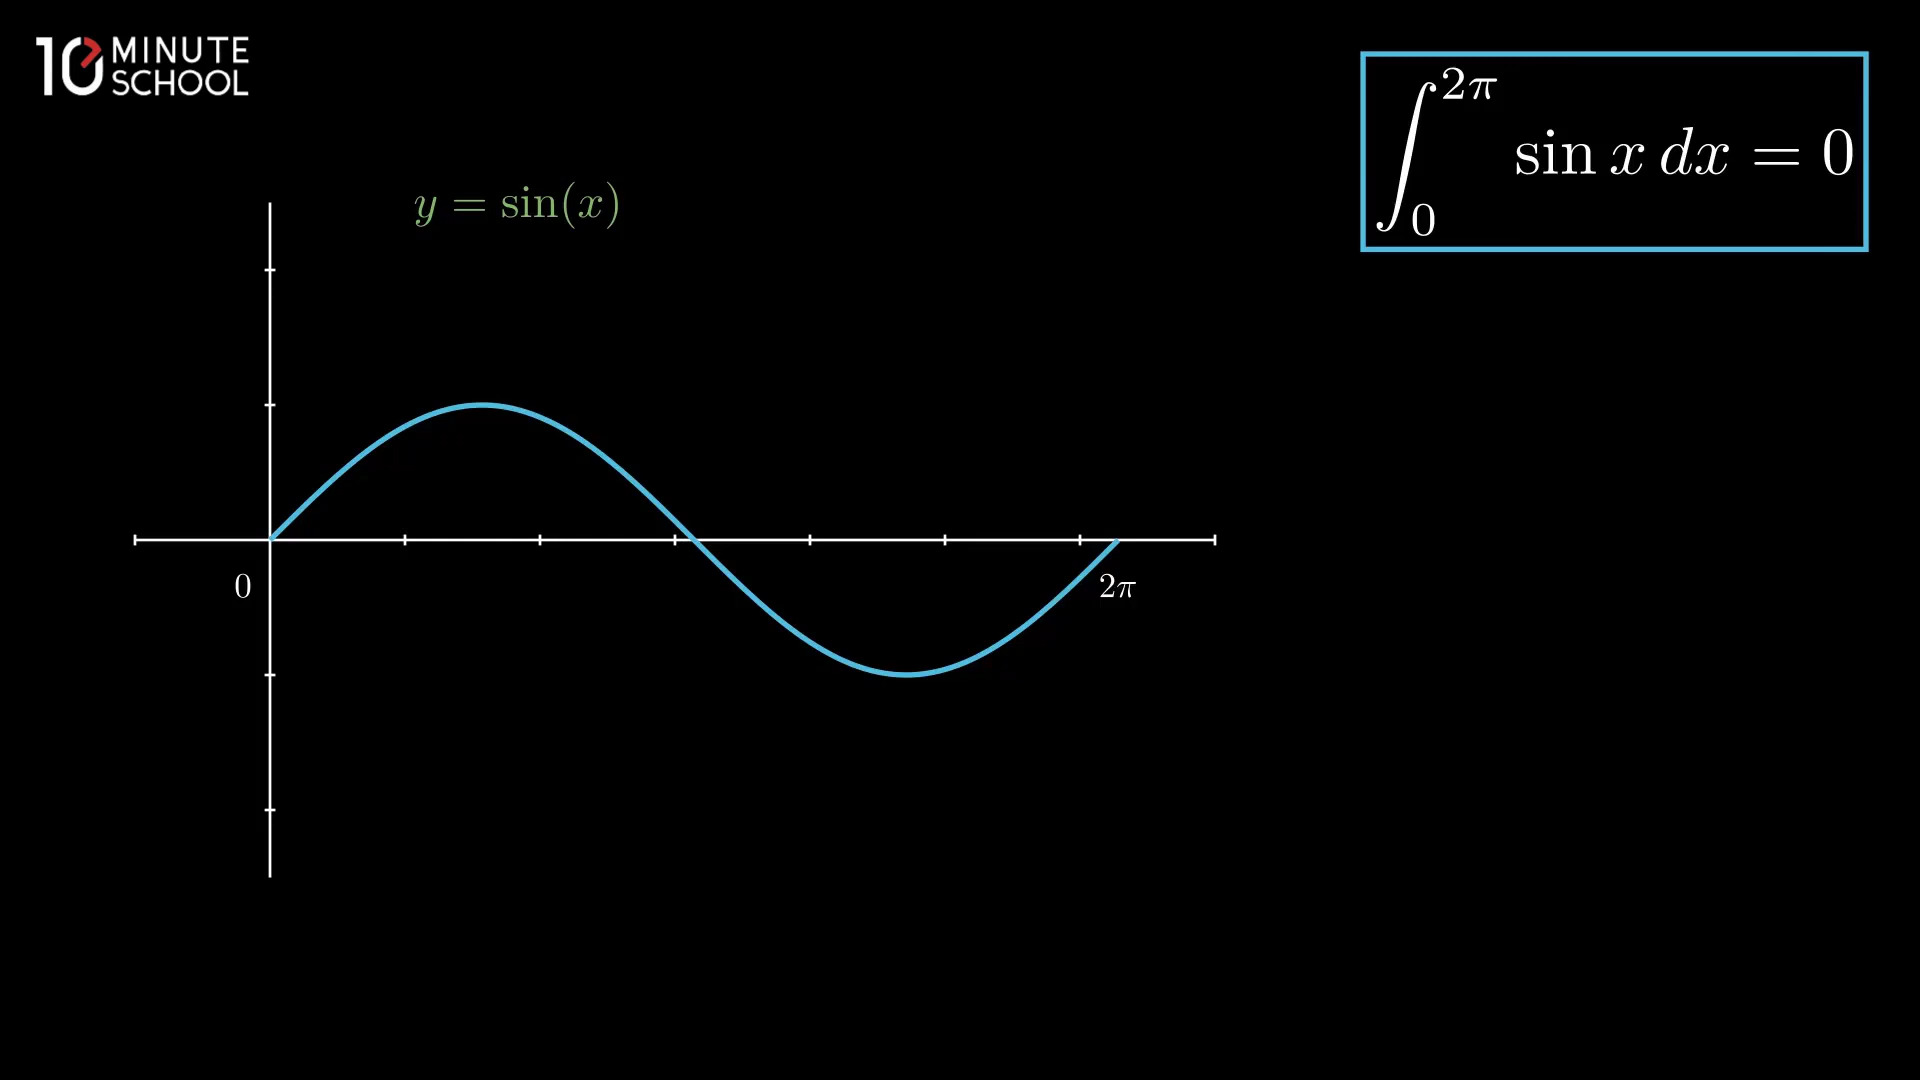 10 MINUTE
SCHOOL
∫₀^{2π} sin x dx = 0
y = sin(x)
0
2π